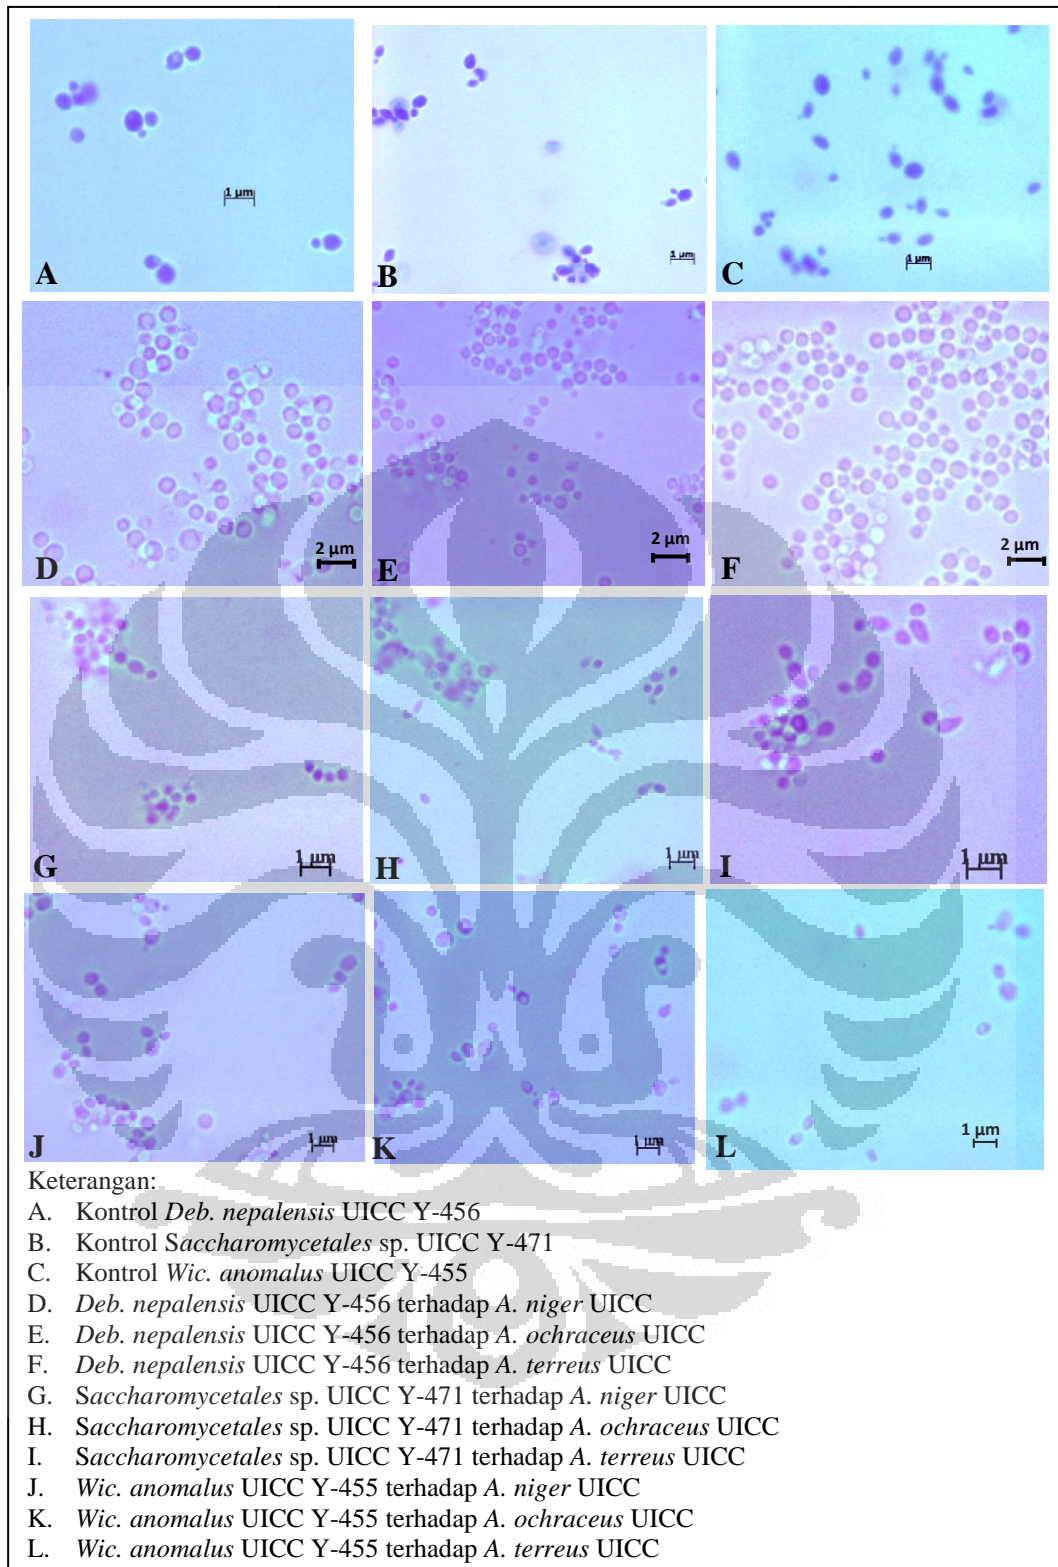 1 µm
A
1 µm
B
1 µm
C
2 µm
D
2 µm
E
2 µm
F
1 µm
G
1 µm
H
1 µm
I
1 µm
J
1 µm
K
1 µm
L
Keterangan:
A. Kontrol Deb. nepalensis UICC Y-456
B. Kontrol Saccharomycetales sp. UICC Y-471
C. Kontrol Wic. anomalus UICC Y-455
D. Deb. nepalensis UICC Y-456 terhadap A. niger UICC
E. Deb. nepalensis UICC Y-456 terhadap A. ochraceus UICC
F. Deb. nepalensis UICC Y-456 terhadap A. terreus UICC
G. Saccharomycetales sp. UICC Y-471 terhadap A. niger UICC
H. Saccharomycetales sp. UICC Y-471 terhadap A. ochraceus UICC
I. Saccharomycetales sp. UICC Y-471 terhadap A. terreus UICC
J. Wic. anomalus UICC Y-455 terhadap A. niger UICC
K. Wic. anomalus UICC Y-455 terhadap A. ochraceus UICC
L. Wic. anomalus UICC Y-455 terhadap A. terreus UICC